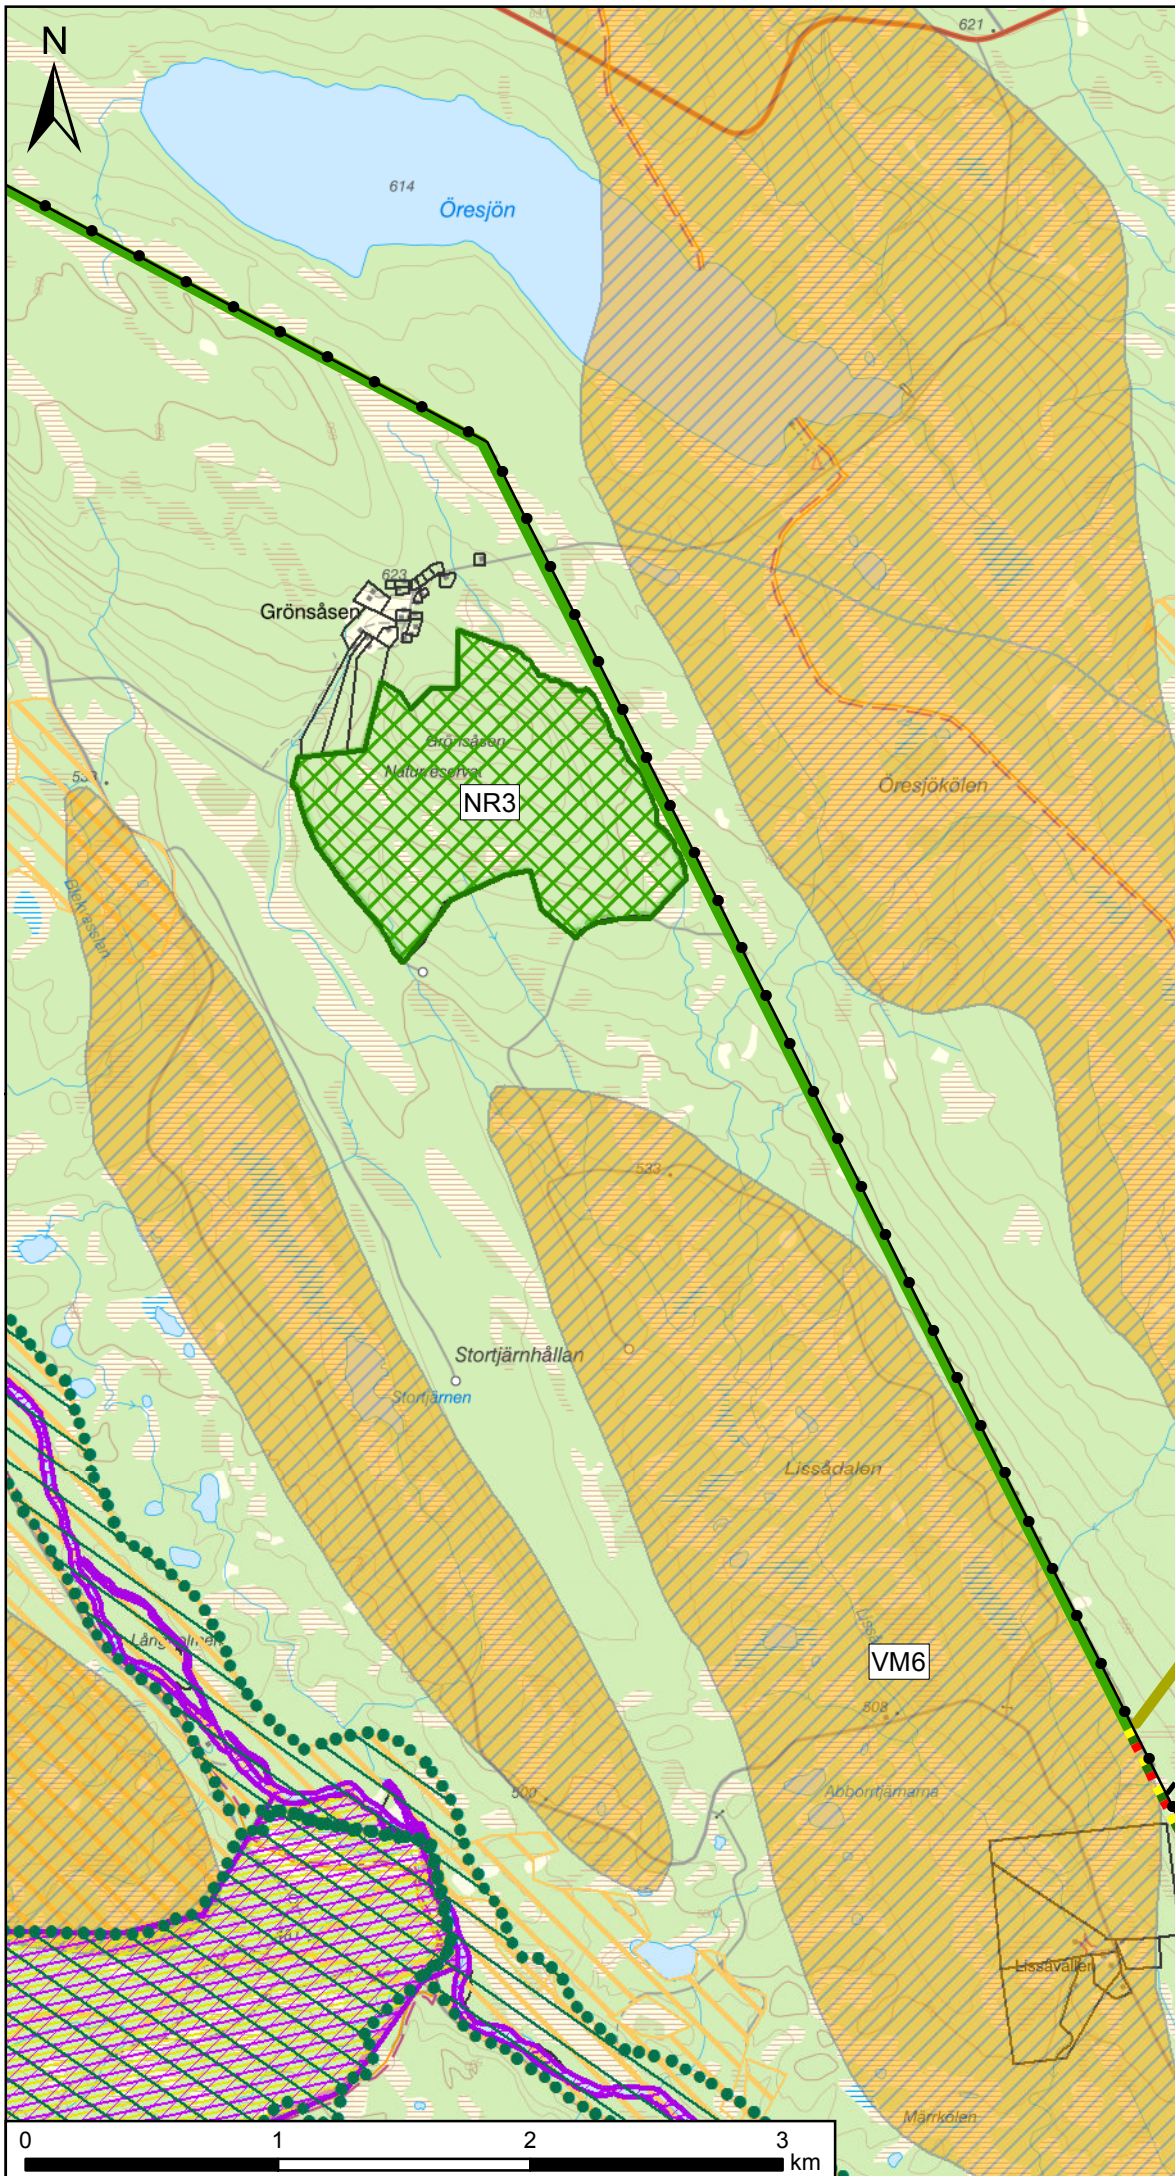 N
621
614
Öresjön
623
Grönsåsen
Grönsåsen
Naturreservat
NR3
Öresjökölen
533
Stortjärnhållan
Stortjärnen
Lissådalen
VM6
508
Abborrtjärnarna
500
Lissåvallen
Märrkölen
0 1 2 3
km